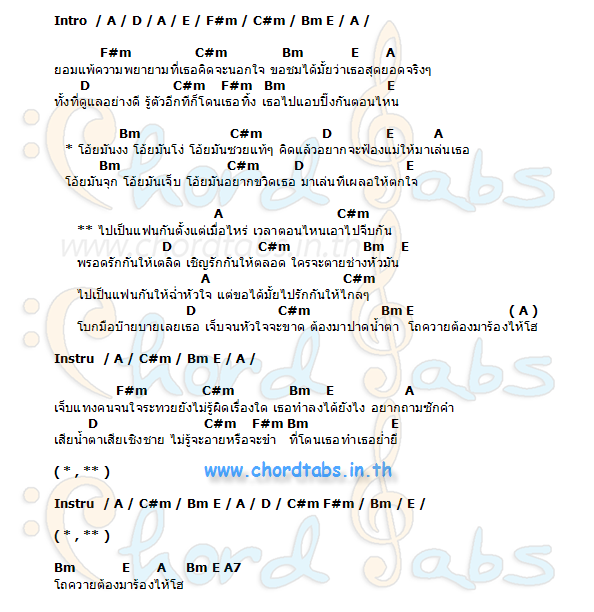 Intro / A / D / A / E / F#m / C#m / Bm E / A /
F#m C#m Bm E A
ยอมแพ้ความพยายามที่เธอคิดจะนอกใจ ขอชมได้มั้ยว่าเธอสุดยอดจริงๆ
D C#m F#m Bm E
ทั้งที่ดูแลอย่างดี รู้ตัวอีกที่ก็โดนเธอทิ้ง เธอไปแอบปิ๊งกันตอนไหน
Bm C#m D E A
* โอ้ยมันงง โอ้ยมันโง่ โอ้ยมันซวยแท้ๆ คิดแล้วอยากจะฟ้องแม่ให้มาเล่นเธอ
Bm C#m D E
โอ้ยมันจุก โอ้ยมันเจ็บ โอ้ยมันอยากขวิดเธอ มาเล่นทีเผลอให้ตกใจ
A C#m
** ไปเป็นแฟนกันตั้งแต่เมื่อไหร่ เวลาตอนไหนเอาไปจีบกัน
www.chordtabs.in.th
D C#m Bm E
พรอดรักกันให้เตลิด เชิญรักกันให้ตลอด ใครจะตายช่างหัวมัน
A C#m
ไปเป็นแฟนกันให้ฉ่ำหัวใจ แต่ขอได้มั้ยไปรักกันให้ไกลๆ
D C#m Bm E ( A )
โบกมือบ๊ายบายเลยเธอ เจ็บจนหัวใจจะขาด ต้องมาปาดน้ำตา โถควายต้องมาร้องไห้โฮ
Instru / A / C#m / Bm E / A /
F#m C#m Bm E A
เจ็บแทงคนจนใจระทวยยังไม่รู้ผิดเรื่องใด เธอทำลงได้ยังไง อยากถามซักคำ
D C#m F#m Bm E
เสียน้ำตาเสียเชิงชาย ไม่รู้จะอายหรือจะขำ ที่โดนเธอทำเธอย่ำยี
( * , ** )
www.chordtabs.in.th
Instru / A / C#m / Bm E / A / D / C#m F#m / Bm / E /
( * , ** )
Bm E A Bm E A7
โถควายต้องมาร้องไห้โฮ